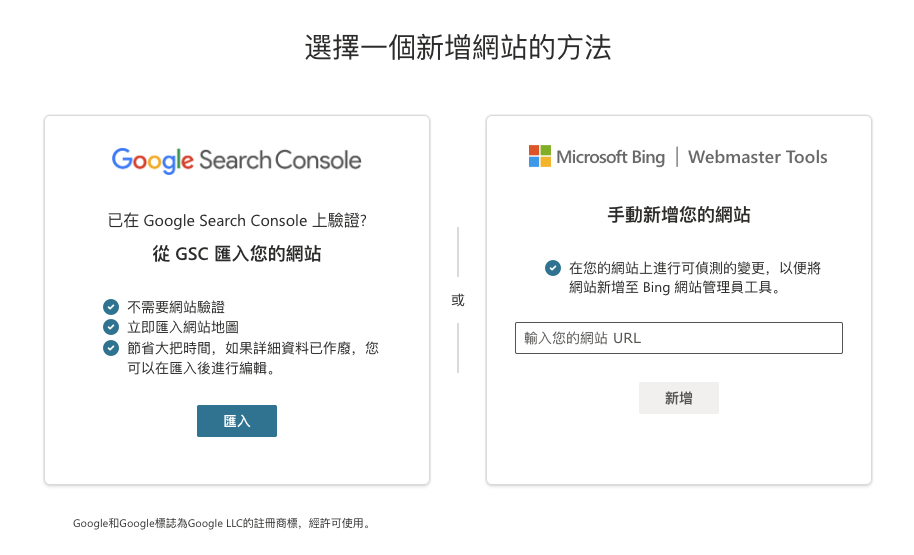 選擇一個新增網站的方法
Google Search Console
已在 Google Search Console 上驗證?
從 GSC 匯入您的網站
不需要網站驗證
立即匯入網站地圖
節省大把時間，如果詳細資料已作廢，您
可以在匯入後進行編輯。
匯入
或
Microsoft Bing | Webmaster Tools
手動新增您的網站
在您的網站上進行可偵測的變更，以便將
網站新增至 Bing 網站管理員工具。
輸入您的網站 URL
新增
Google和Google標誌為Google LLC的註冊商標，經許可使用。